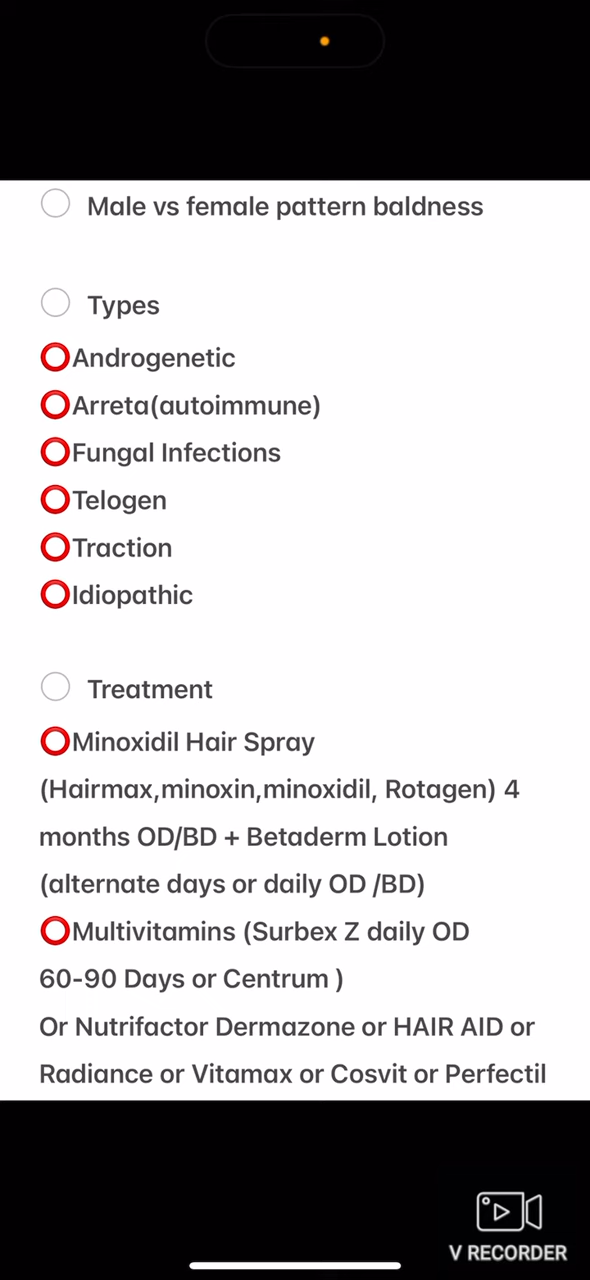 Male vs female pattern baldness
Types
Androgenetic
Arreta(autoimmune)
Fungal Infections
Telogen
Traction
Idiopathic
Treatment
Minoxidil Hair Spray
(Hairmax,minoxin,minoxidil, Rotagen) 4
months OD/BD + Betaderm Lotion
(alternate days or daily OD /BD)
Multivitamins (Surbex Z daily OD
60-90 Days or Centrum )
Or Nutrifactor Dermazone or HAIR AID or
Radiance or Vitamax or Cosvit or Perfectil
V RECORDER